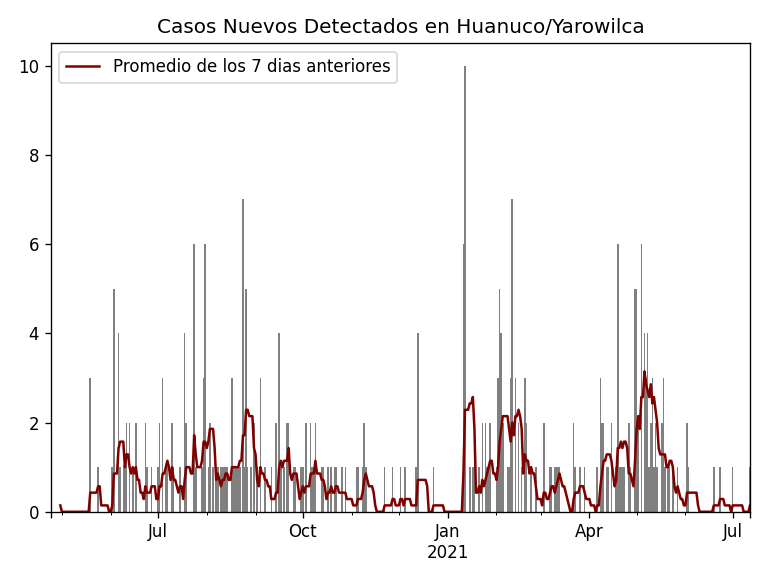 Casos Nuevos Detectados en Huanuco/Yarowilca
Promedio de los 7 dias anteriores
10
8
6
4
2
0
Jul
Oct
Jan
Apr
Jul
2021